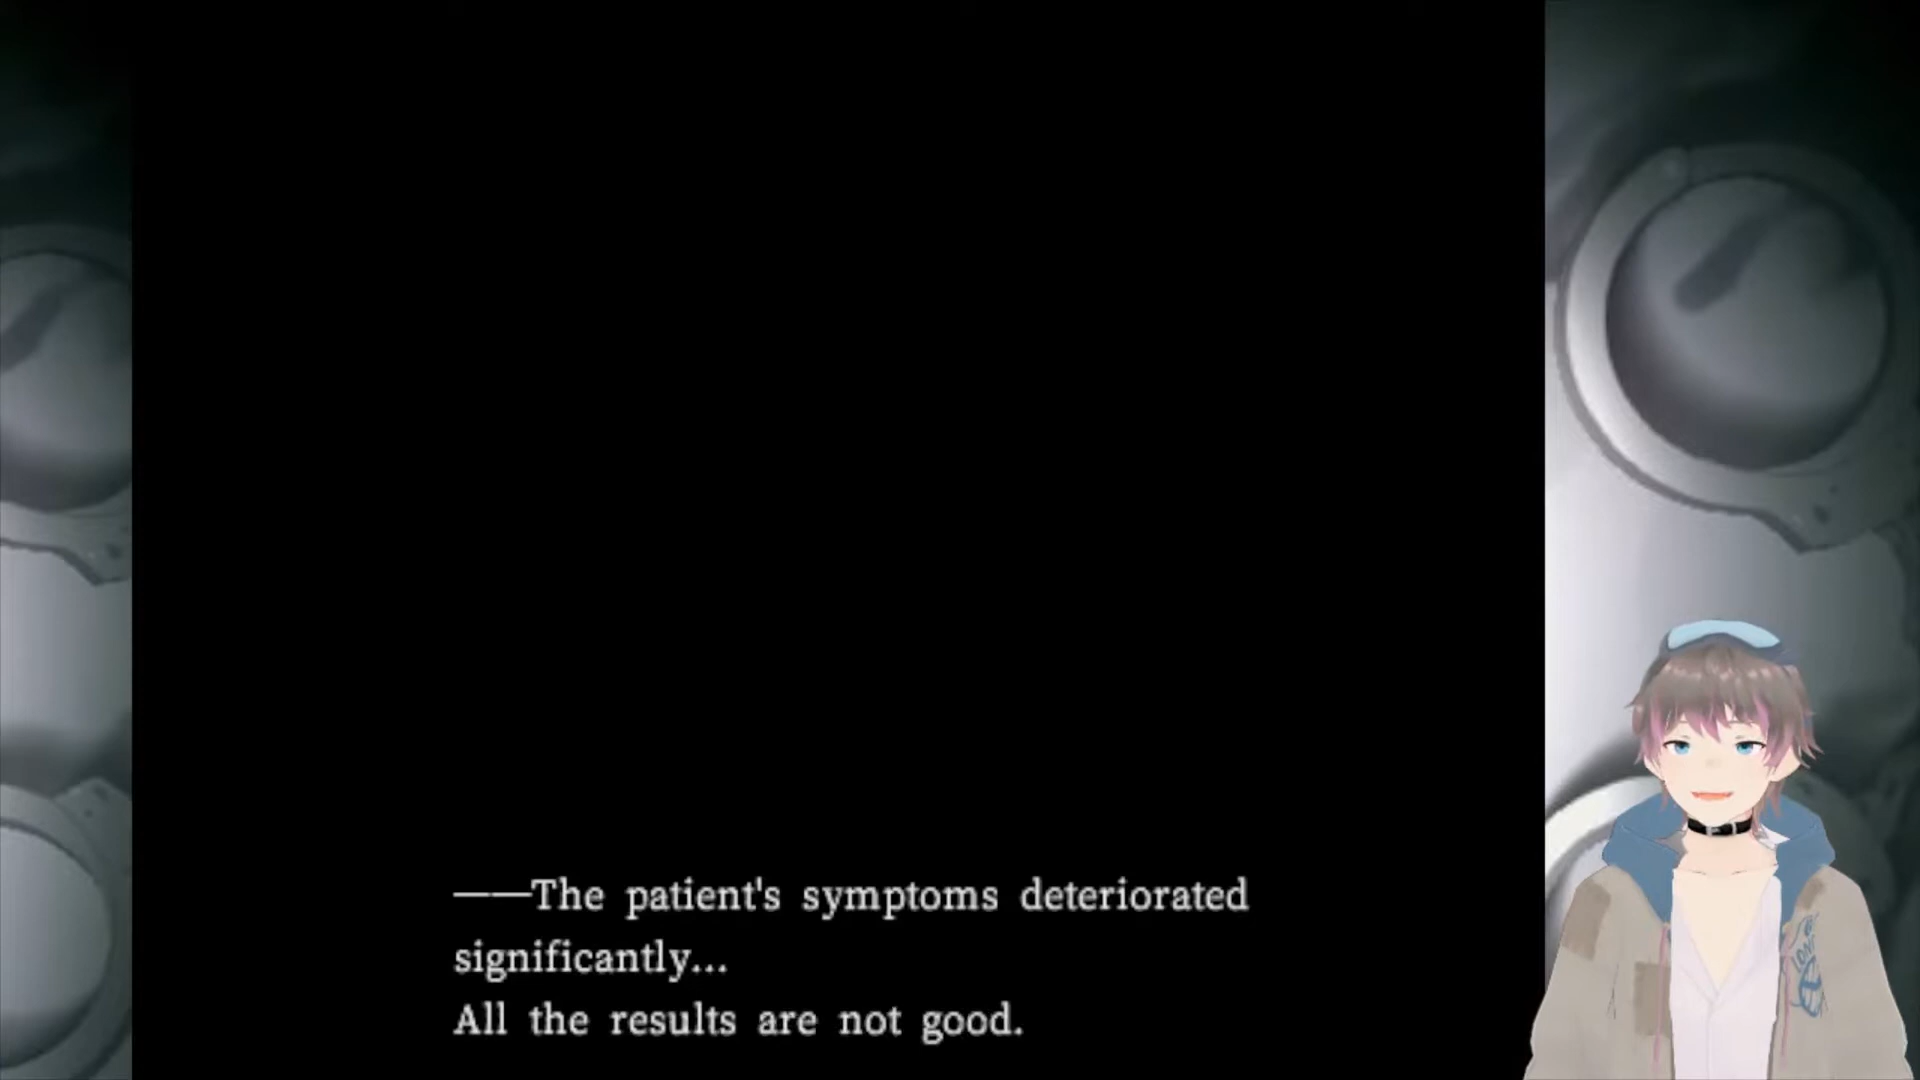 ——The patient's symptoms deteriorated
significantly...
All the results are not good.